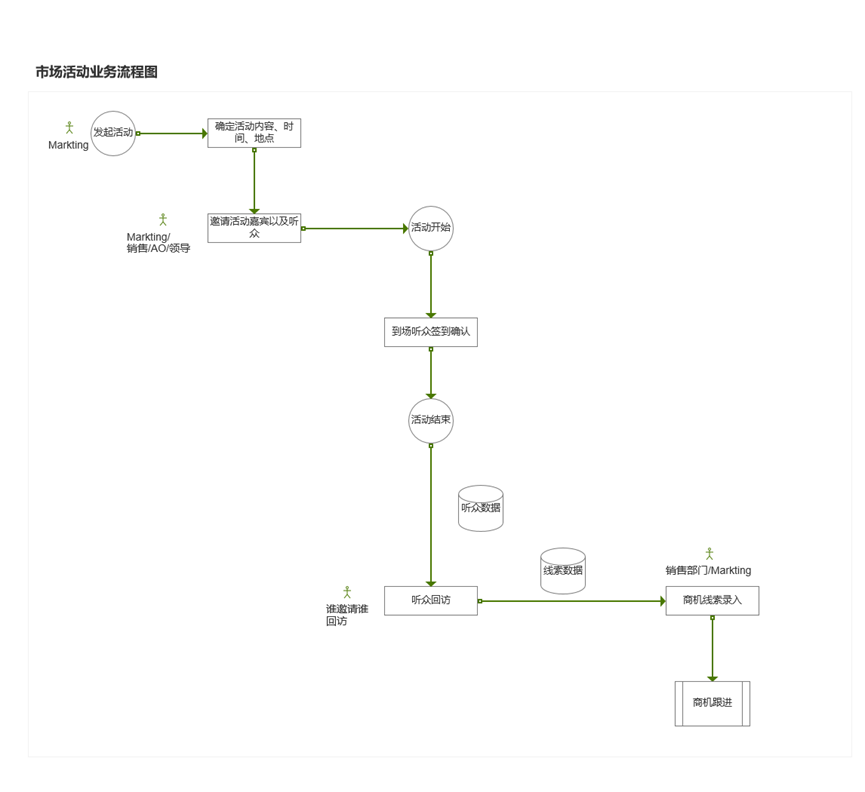 市场活动业务流程图
Markting
发起活动
确定活动内容、时
间、地点
Markting/
销售/AO/领导
邀请活动嘉宾以及听
众
活动开始
到场听众签到确认
活动结束
听众数据
线索数据
销售部门/Markting
谁邀请谁
回访
听众回访
商机线索录入
商机跟进